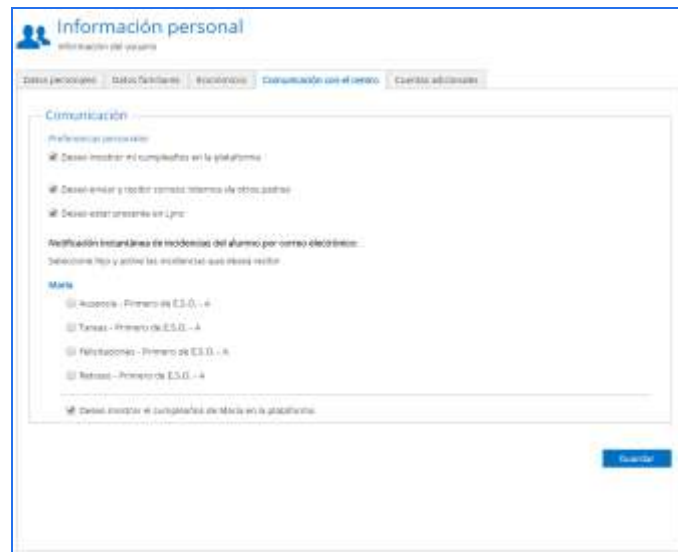 Información personal
Información del usuario
Datos personales Datos familiares Económicos Comunicación con el centro Cuentas adicionales
Comunicación
Preferencias personales
Deseo mostrar mi cumpleaños en la plataforma
Deseo enviar y recibir correos internos de otros padres
Deseo estar presente en Lynx
Notificación instantánea de incidencias del alumno por correo electrónico:
Seleccione hijo y active las incidencias que desea recibir
María
Ausencia - Primero de E.S.O. - A
Tareas - Primero de E.S.O. - A
Felicitaciones - Primero de E.S.O. - A
Retraso - Primero de E.S.O. - A
Deseo mostrar el cumpleaños de María en la plataforma
Guardar